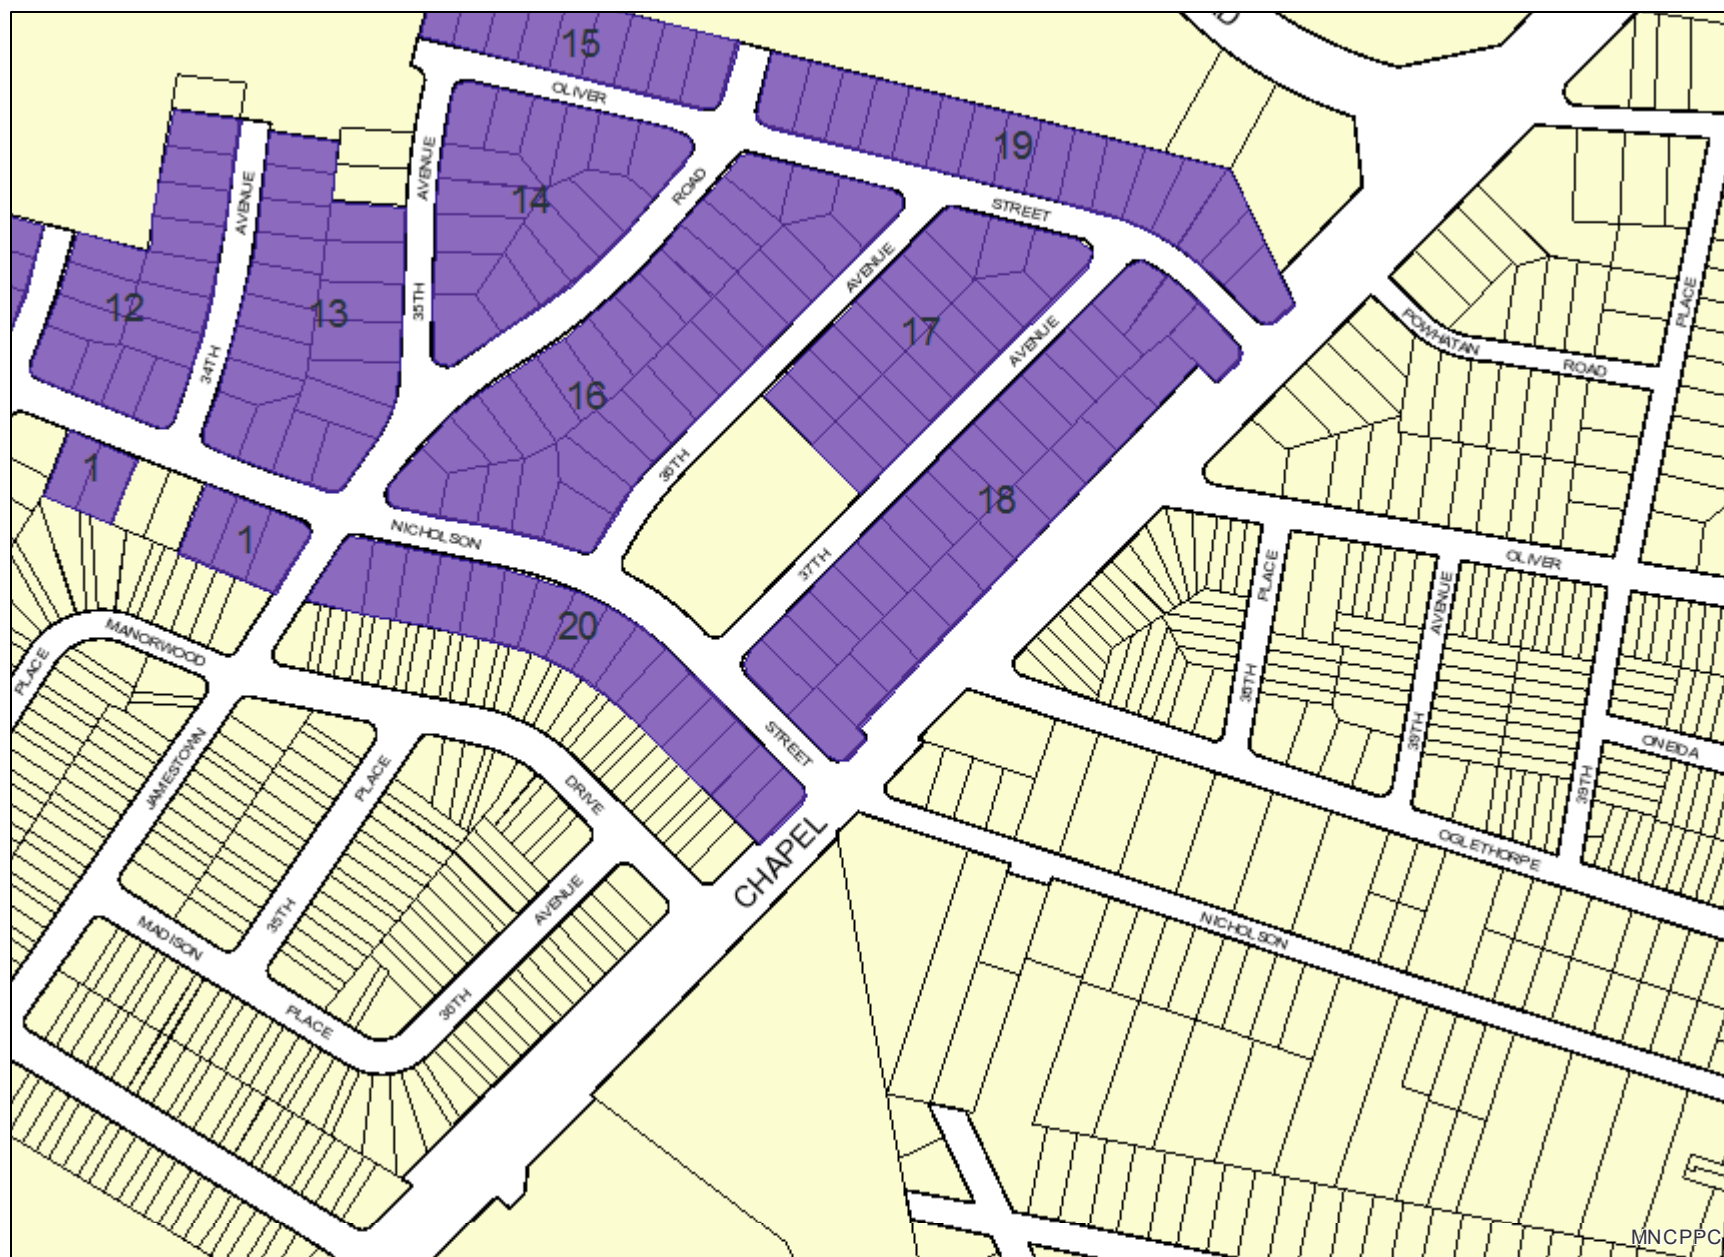 15
OLIVER
19
AVENUE
14
ROAD
STREET
AVENUE
12
34TH
13
35TH
AVENUE
17
AVENUE
16
36TH
18
37TH
1
1
NICHOLSON
20
STREET
MANORWOOD
PLACE
JAMESTOWN
PLACE
35TH
DRIVE
CHAPEL
MADISON
PLACE
AVENUE
36TH
POWHATAN
ROAD
PLACE
OLIVER
PLACE
38TH
AVENUE
39TH
ONEIDA
39TH
OGLETHORPE
NICHOLSON
MNCPPC